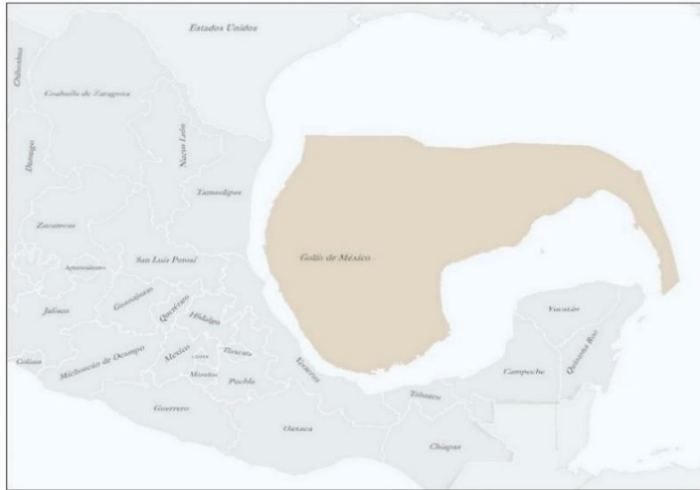 Estados Unidos
Chihuahua
Coahuila de Zaragoza
Nuevo León
Durango
Tamaulipas
Zacatecas
Golfo de México
San Luis Potosí
Aguascalientes
Guanajuato
Querétaro
Hidalgo
Jalisco
Yucatán
Quintana Roo
Mexico
Tlaxcala
Michoacán de Ocampo
Colima
Morelos
Puebla
Veracruz
Campeche
Tabasco
Guerrero
Oaxaca
Chiapas